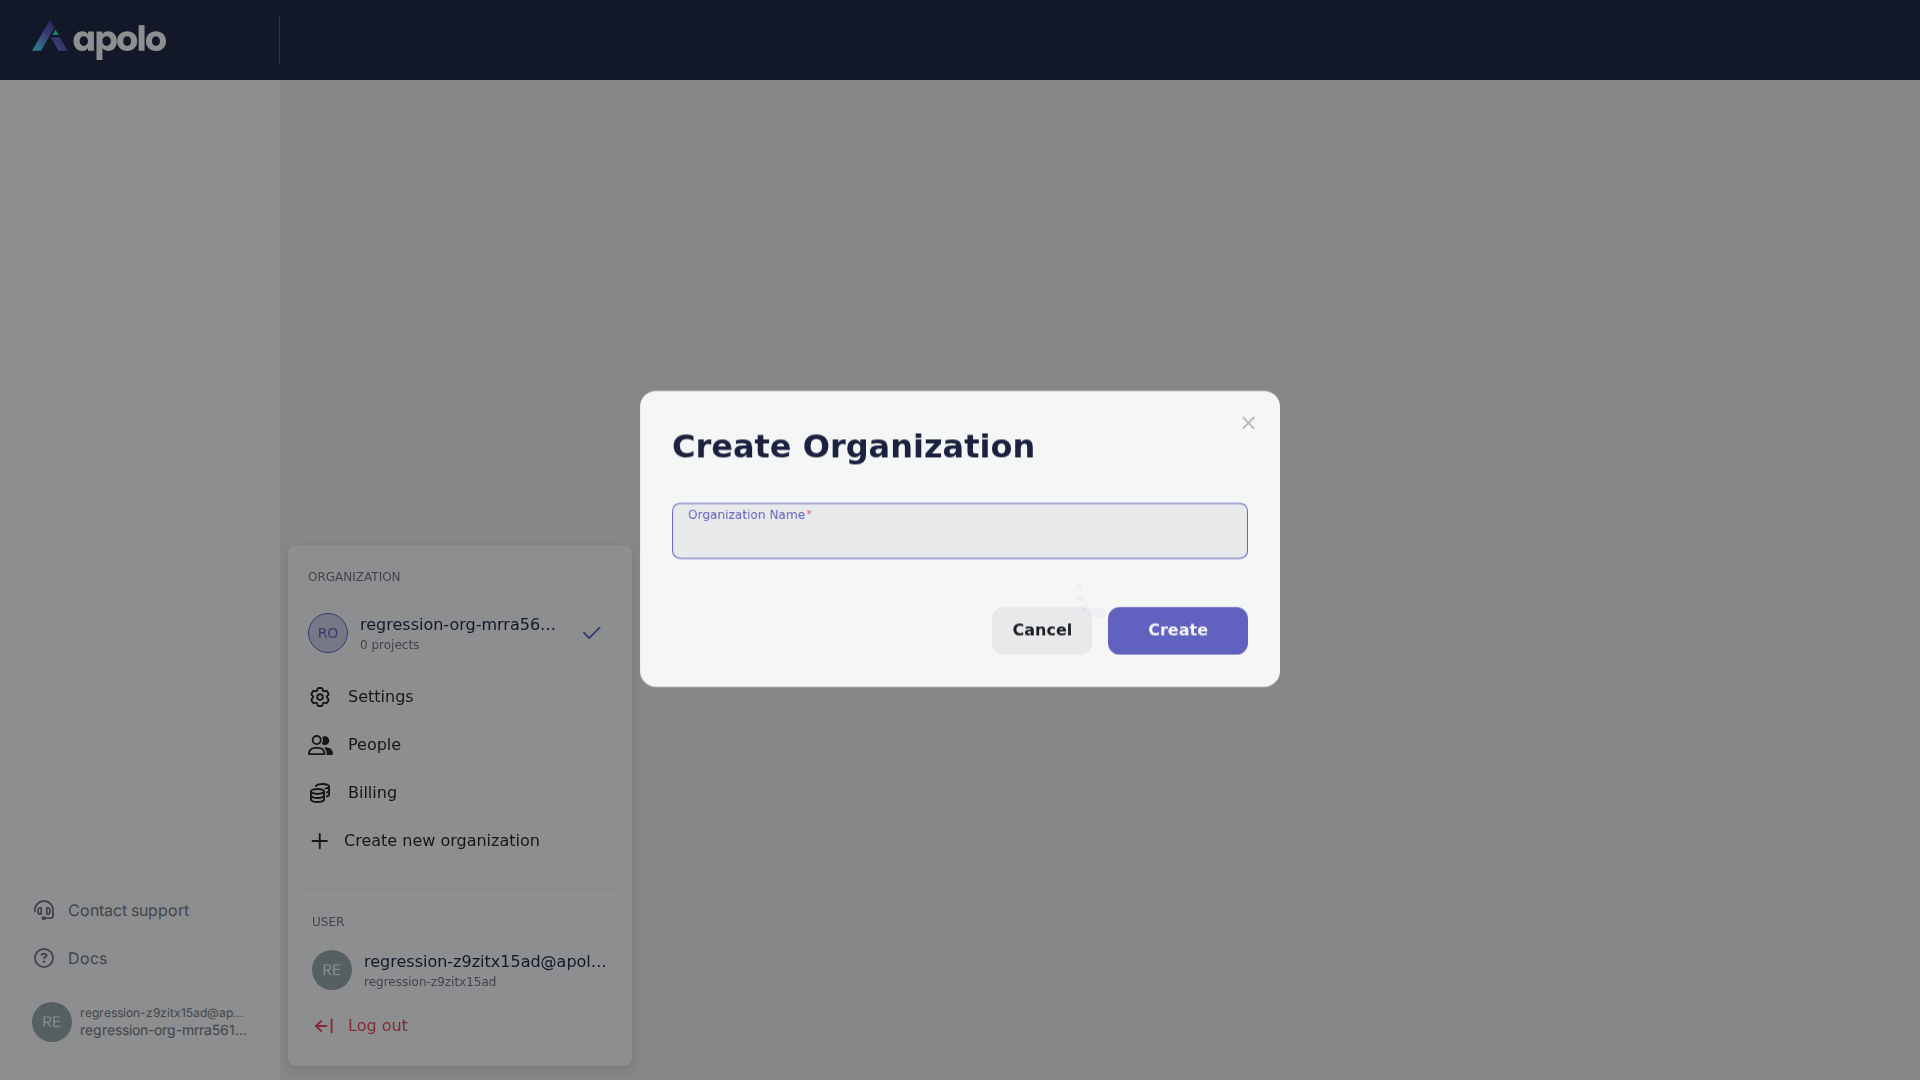 apolo
Create Organization
Organization Name*
Cancel
Create
ORGANIZATION
RO
regression-org-mrra56...
0 projects
Settings
People
Billing
Create new organization
USER
RE
regression-z9zitx15ad@apol...
regression-z9zitx15ad
Log out
Contact support
Docs
RE
regression-z9zitx15ad@ap...
regression-org-mrra561...